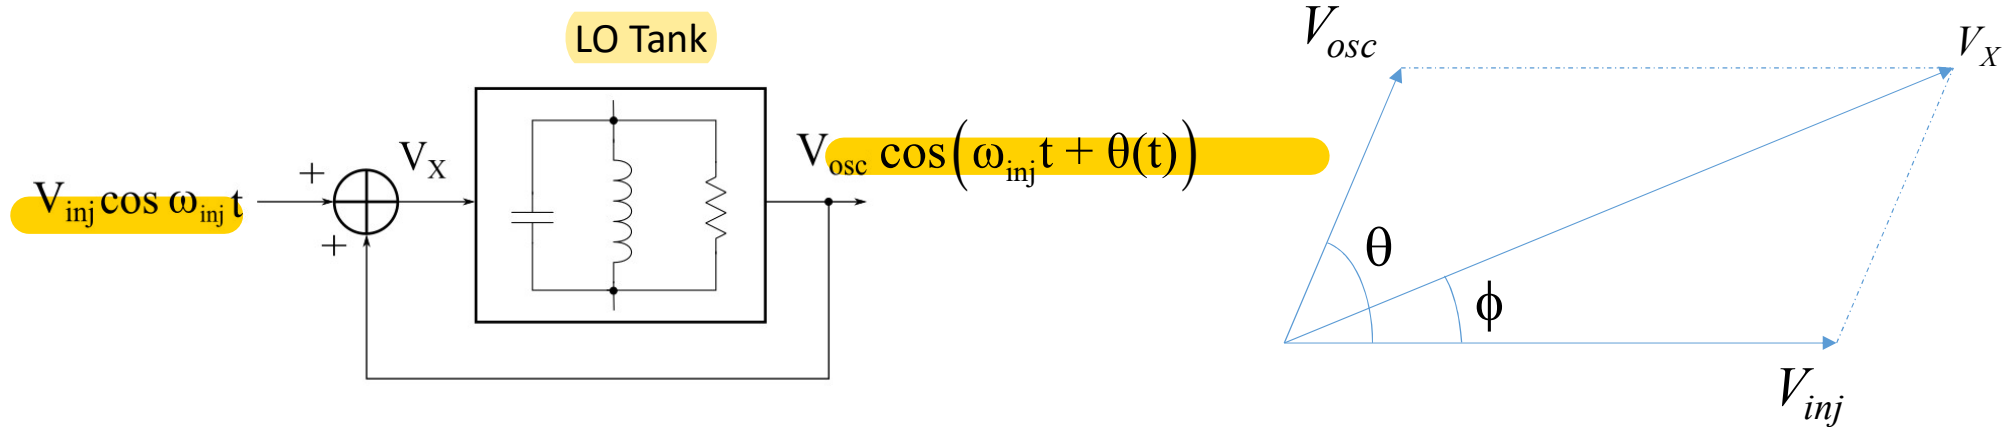 LO Tank
V_inj cos ω_inj t
+
+
V_X
V_osc cos(ω_inj t + θ(t))
V_osc
V_X
θ
ϕ
V_inj